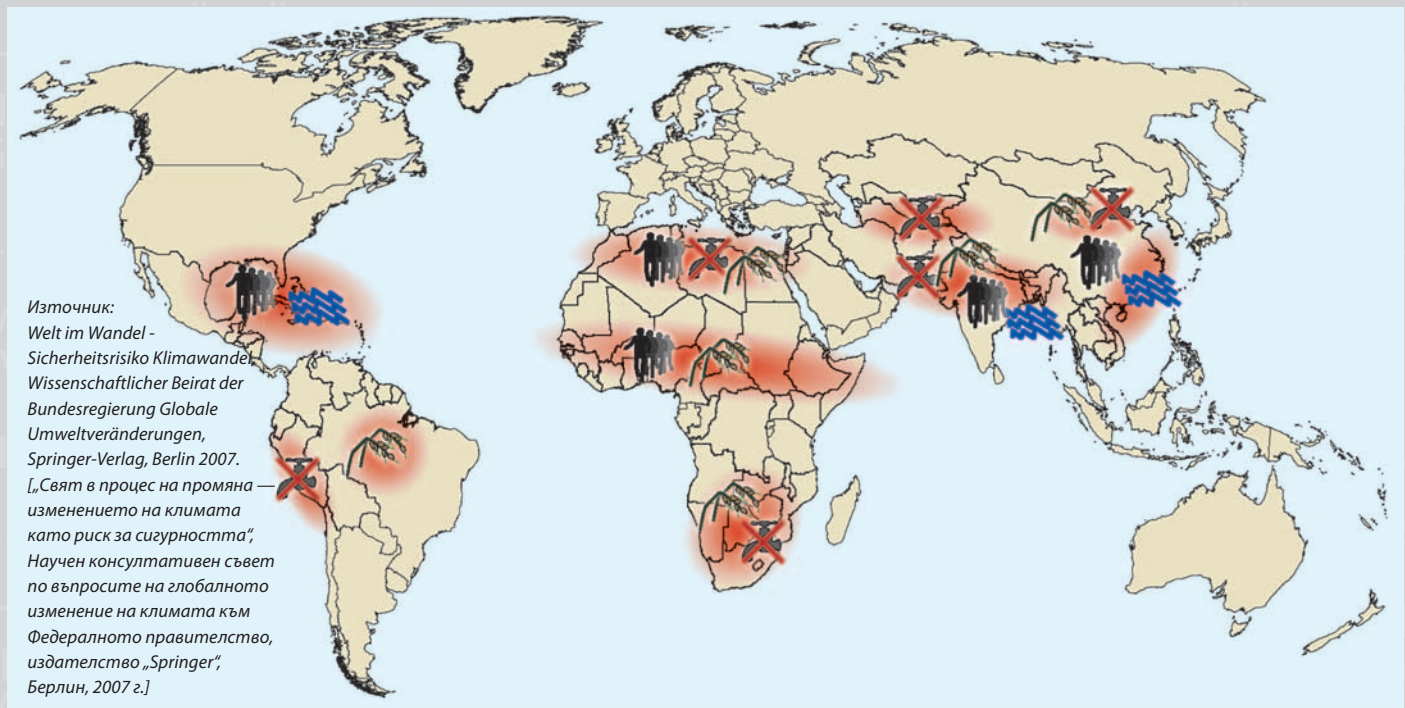 Източник:
Welt im Wandel -
Sicherheitsrisiko Klimawandel,
Wissenschaftlicher Beirat der
Bundesregierung Globale
Umweltveränderungen,
Springer-Verlag, Berlin 2007.
[„Свят в процес на промяна —
изменението на климата
като риск за сигурността“,
Научен консултативен съвет
по въпросите на глобалното
изменение на климата към
Федералното правителство,
издателство „Springer“,
Берлин, 2007 г.]